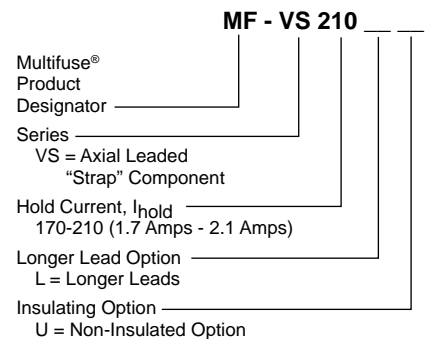 MF - VS 210 __ __
Multifuse®
Product
Designator
Series
VS = Axial Leaded
“Strap” Component
Hold Current, Ihold
170-210 (1.7 Amps - 2.1 Amps)
Longer Lead Option
L = Longer Leads
Insulating Option
U = Non-Insulated Option